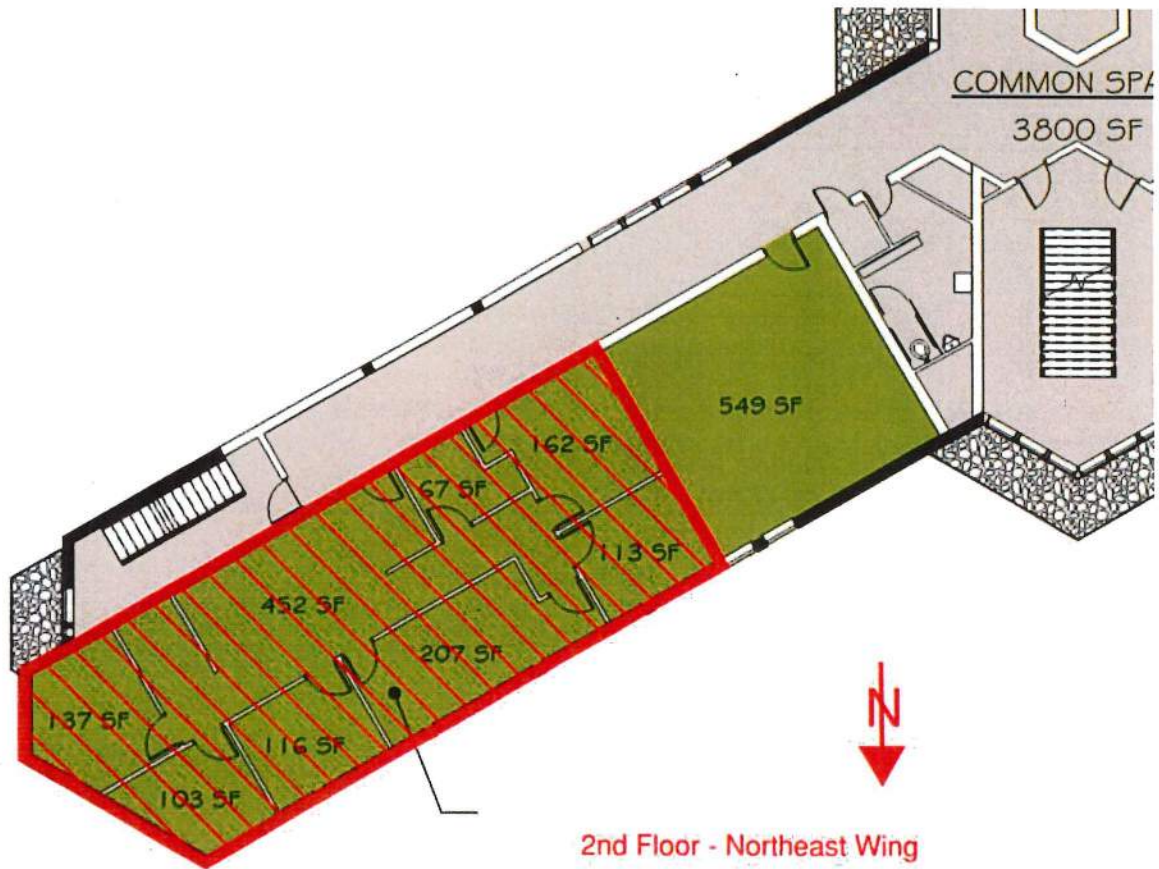 COMMON SPA
3800 SF
549 SF
162 SF
67 SF
113 SF
452 SF
207 SF
137 SF
116 SF
103 SF
N
2nd Floor - Northeast Wing